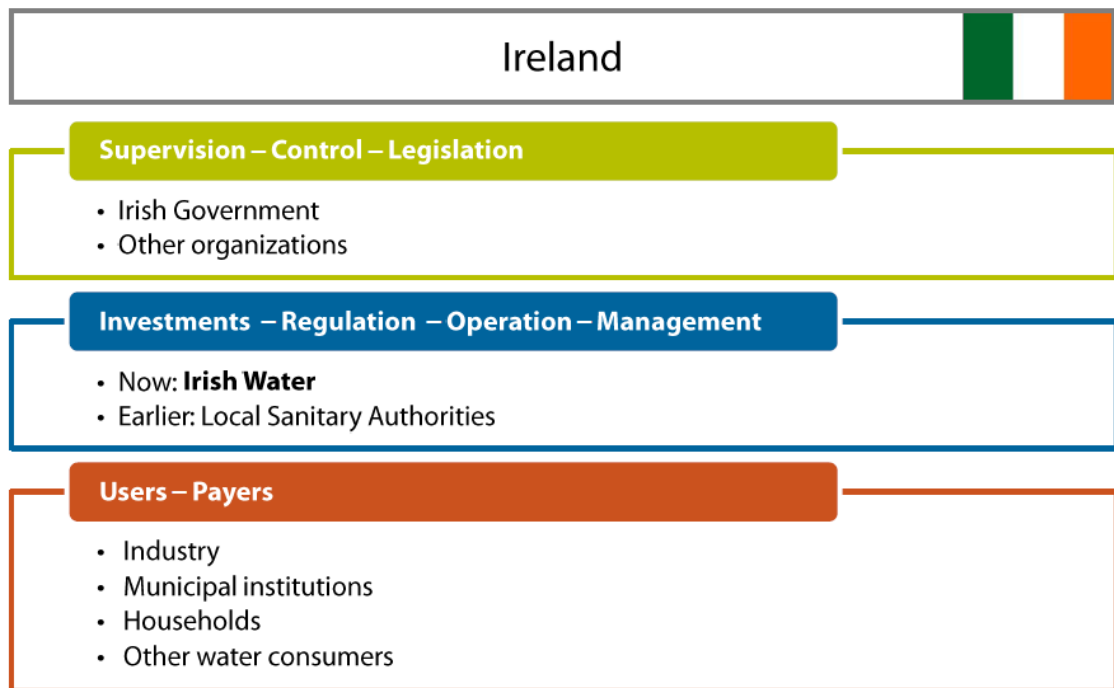 Ireland
Supervision – Control – Legislation
• Irish Government
• Other organizations
Investments – Regulation – Operation – Management
• Now: Irish Water
• Earlier: Local Sanitary Authorities
Users – Payers
• Industry
• Municipal institutions
• Households
• Other water consumers